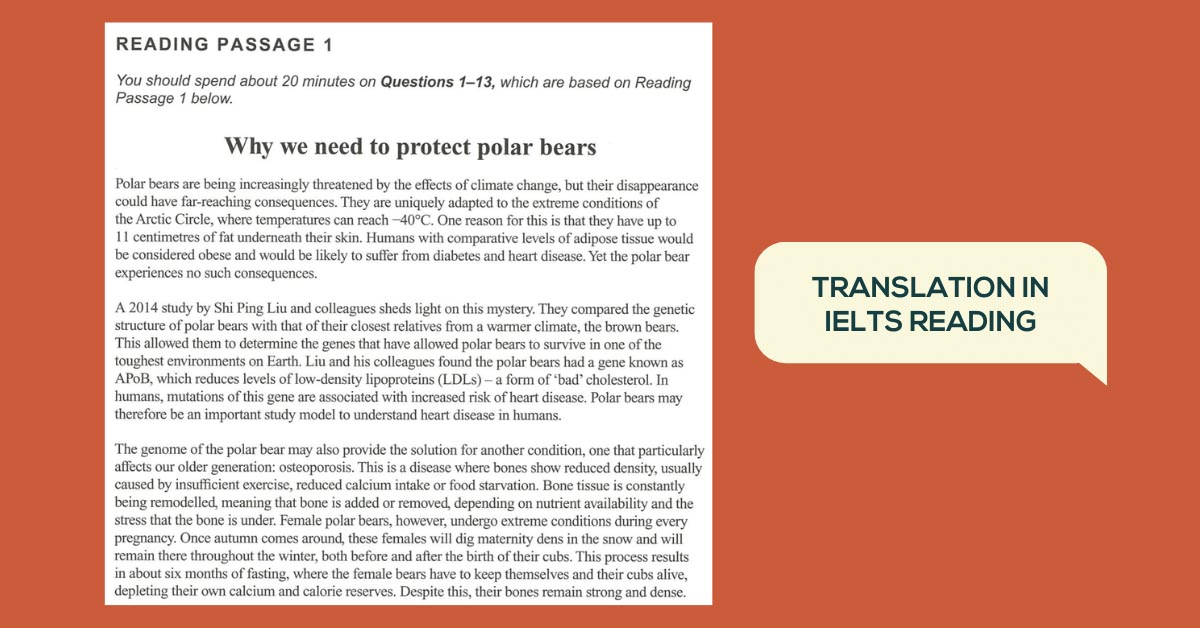 READING PASSAGE 1
You should spend about 20 minutes on Questions 1–13, which are based on Reading
Passage 1 below.
Why we need to protect polar bears
Polar bears are being increasingly threatened by the effects of climate change, but their disappearance
could have far-reaching consequences. They are uniquely adapted to the extreme conditions of
the Arctic Circle, where temperatures can reach −40°C. One reason for this is that they have up to
11 centimetres of fat underneath their skin. Humans with comparative levels of adipose tissue would
be considered obese and would be likely to suffer from diabetes and heart disease. Yet the polar bear
experiences no such consequences.
A 2014 study by Shi Ping Liu and colleagues sheds light on this mystery. They compared the genetic
structure of polar bears with that of their closest relatives from a warmer climate, the brown bears.
This allowed them to determine the genes that have allowed polar bears to survive in one of the
toughest environments on Earth. Liu and his colleagues found the polar bears had a gene known as
APoB, which reduces levels of low-density lipoproteins (LDLs) – a form of ‘bad’ cholesterol. In
humans, mutations of this gene are associated with increased risk of heart disease. Polar bears may
therefore be an important study model to understand heart disease in humans.
The genome of the polar bear may also provide the solution for another condition, one that particularly
affects our older generation: osteoporosis. This is a disease where bones show reduced density, usually
caused by insufficient exercise, reduced calcium intake or food starvation. Bone tissue is constantly
being remodelled, meaning that bone is added or removed, depending on nutrient availability and the
stress that the bone is under. Female polar bears, however, undergo extreme conditions during every
pregnancy. Once autumn comes around, these females will dig maternity dens in the snow and will
remain there throughout the winter, both before and after the birth of their cubs. This process results
in about six months of fasting, where the female bears have to keep themselves and their cubs alive,
depleting their own calcium and calorie reserves. Despite this, their bones remain strong and dense.
TRANSLATION IN
IELTS READING